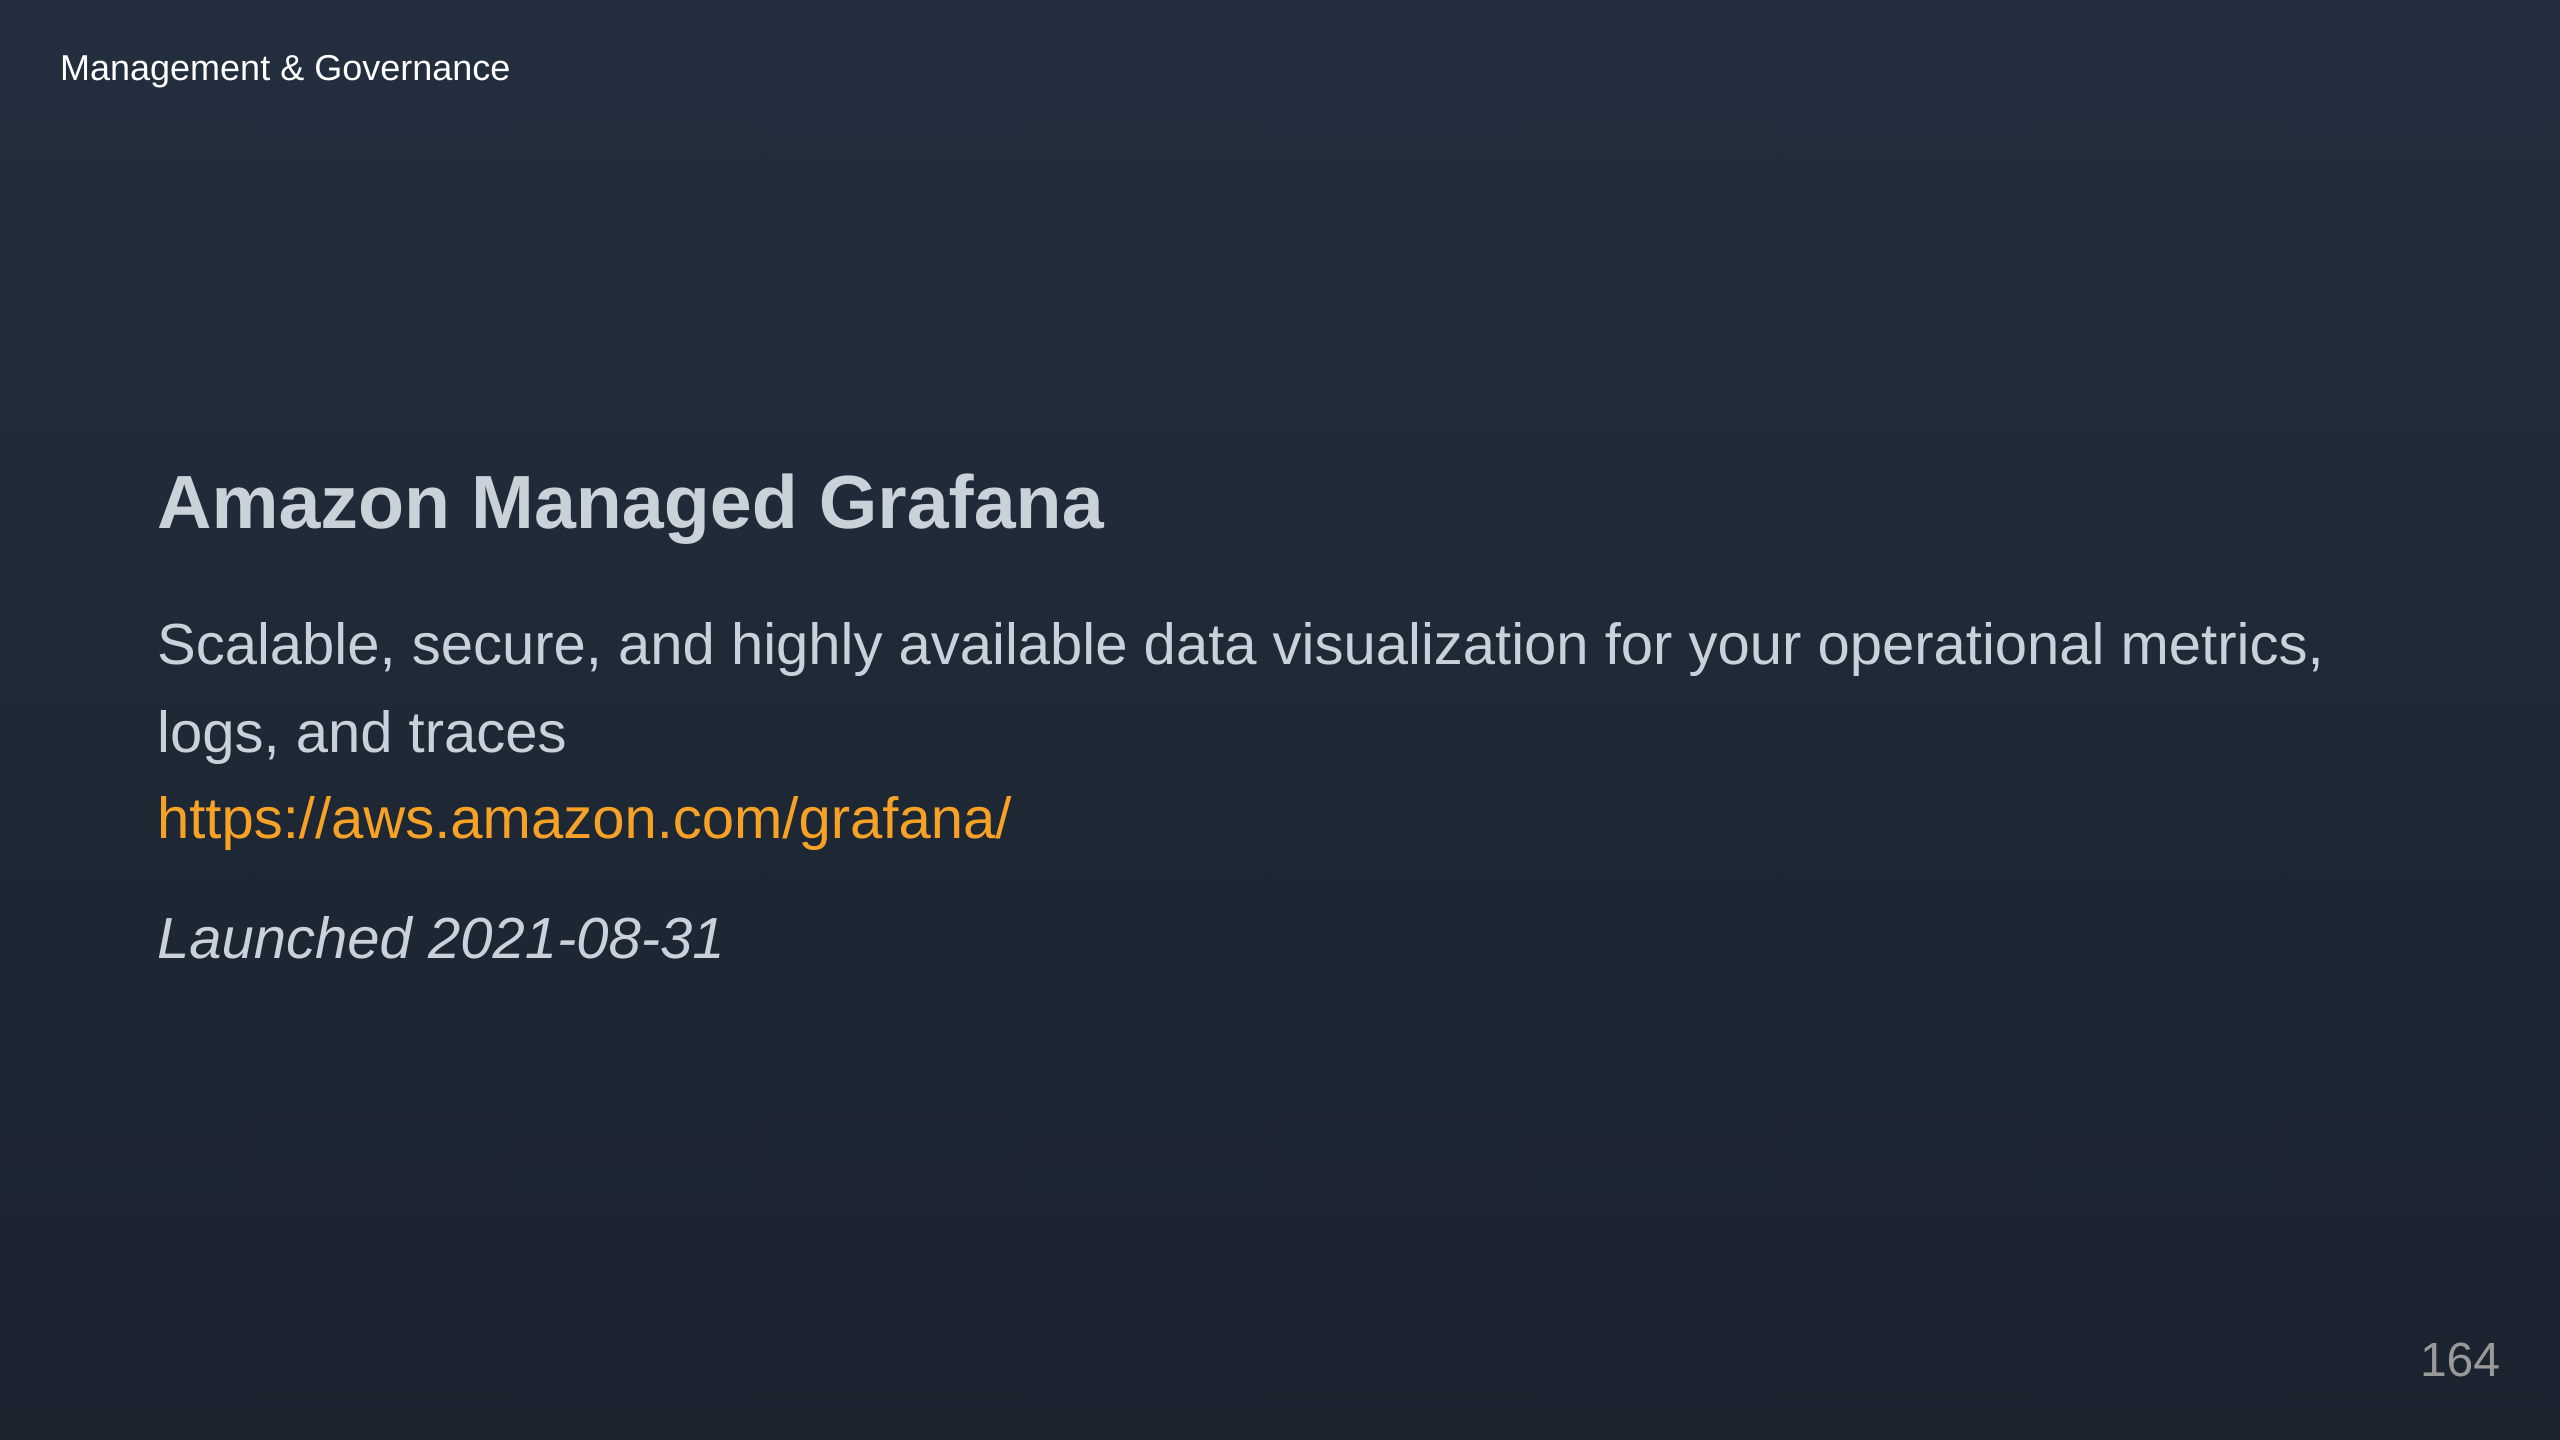 Management & Governance
Amazon Managed Grafana
Scalable, secure, and highly available data visualization for your operational metrics,
logs, and traces
https://aws.amazon.com/grafana/
Launched 2021-08-31
164